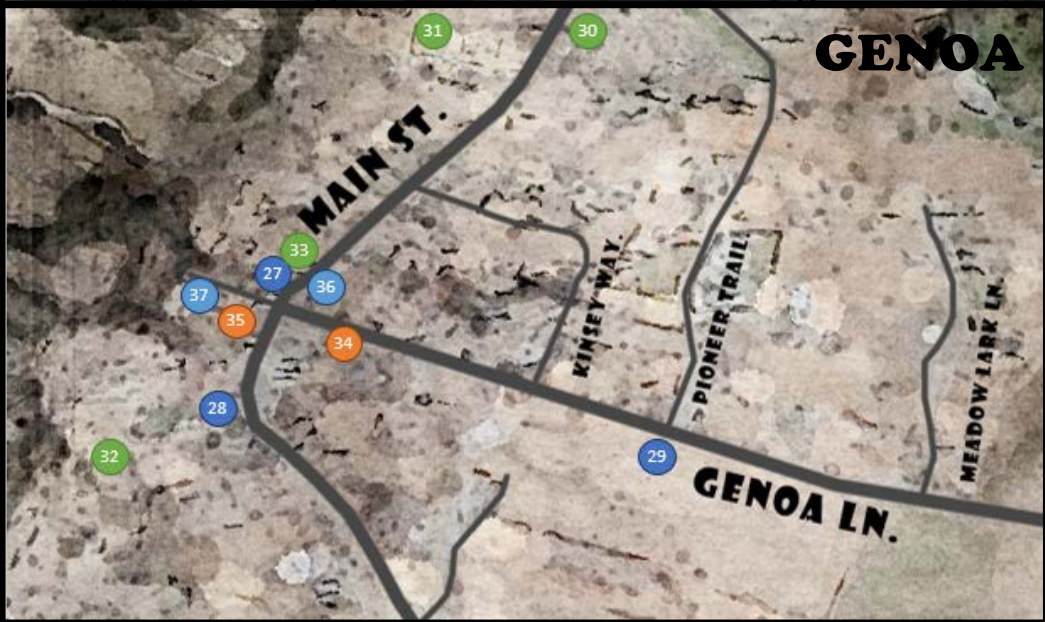 GENOA
31
30
MAIN ST.
33
27
36
37
35
34
KINSEY WAY.
PIONEER TRAIL.
MEADOW LARK LN.
28
32
29
GENOA LN.